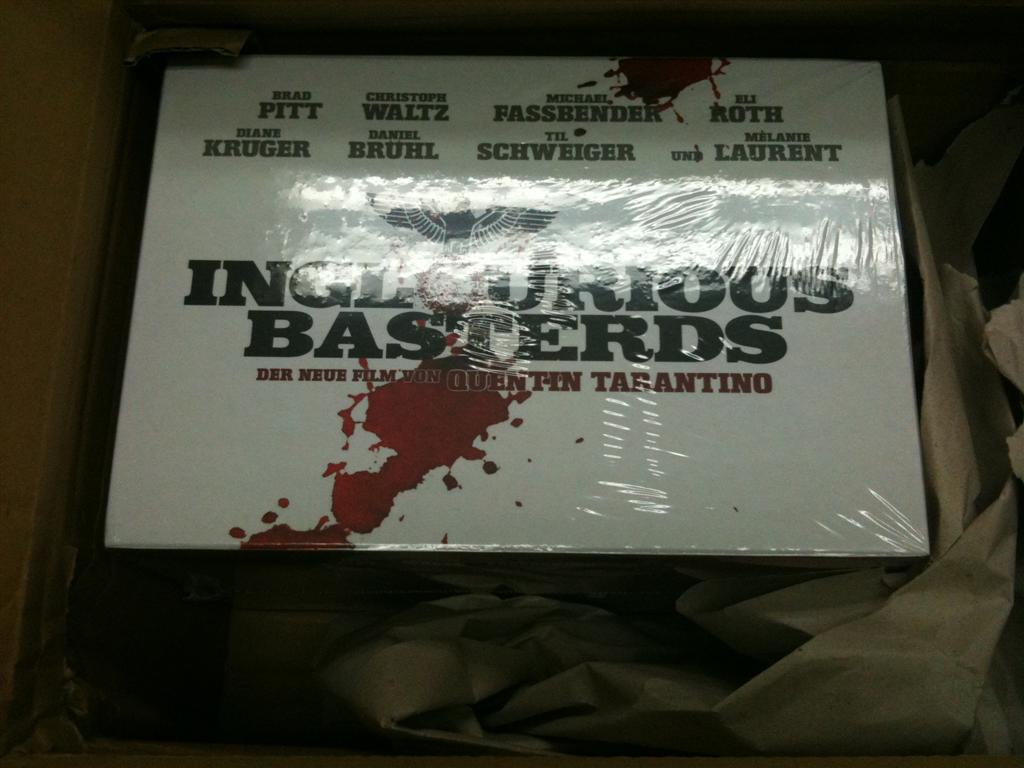 BRAD CHRISTOPH MICHAEL ELI
PITT WALTZ FASSBENDER ROTH
DIANE DANIEL TIL MÉLANIE
KRUGER BRÜHL SCHWEIGER UND LAURENT
INGLOURIOUS
BASTERDS
DER NEUE FILM VON QUENTIN TARANTINO